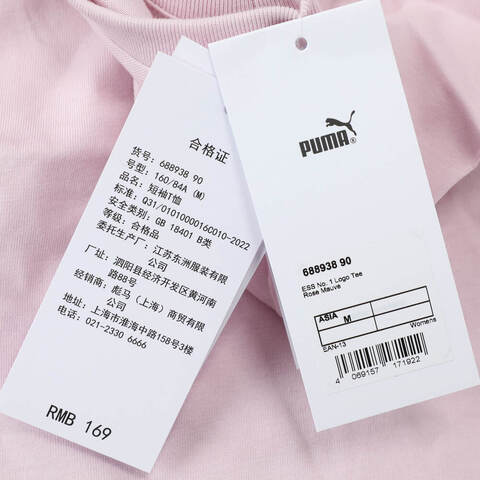 合格证
货号: 688938 90
号型: 160/84A (M)
品名: 短袖T恤
标准: Q31/0101000016C010-2022
安全类别: GB 18401 B类
等级: 合格品
委托生产厂: 江苏东洲服装有限
公司
厂址: 泗阳县经济开发区黄河南
路88号
经销商: 彪马(上海)商贸有限
公司
地址: 上海市淮海中路158号3楼
电话: 021-2330 6666
RMB 169
PUMA®
688938 90
ESS No. 1 Logo Tee
Rose Mauve
ASIA M
Womens
EAN-13
4 069157 171922